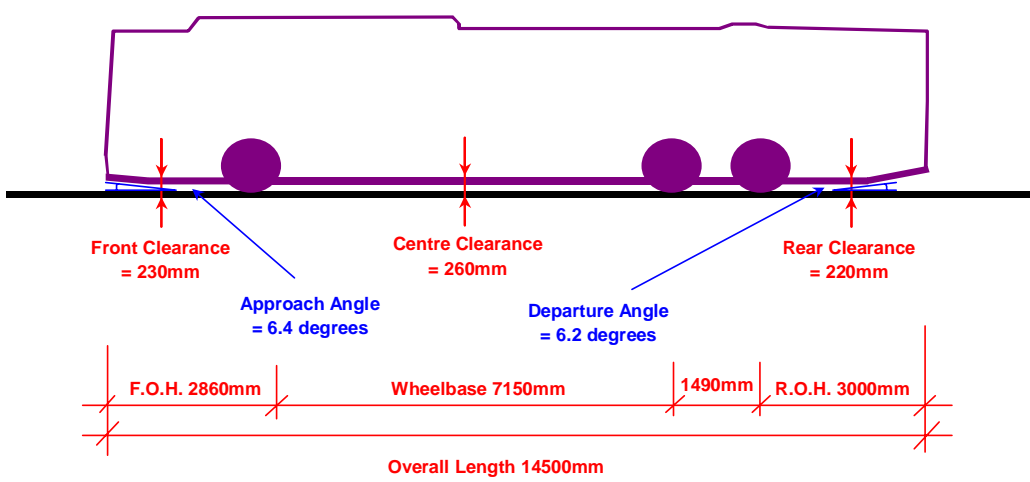 Front Clearance
= 230mm
Centre Clearance
= 260mm
Rear Clearance
= 220mm
Approach Angle
= 6.4 degrees
Departure Angle
= 6.2 degrees
F.O.H. 2860mm
Wheelbase 7150mm
1490mm
R.O.H. 3000mm
Overall Length 14500mm